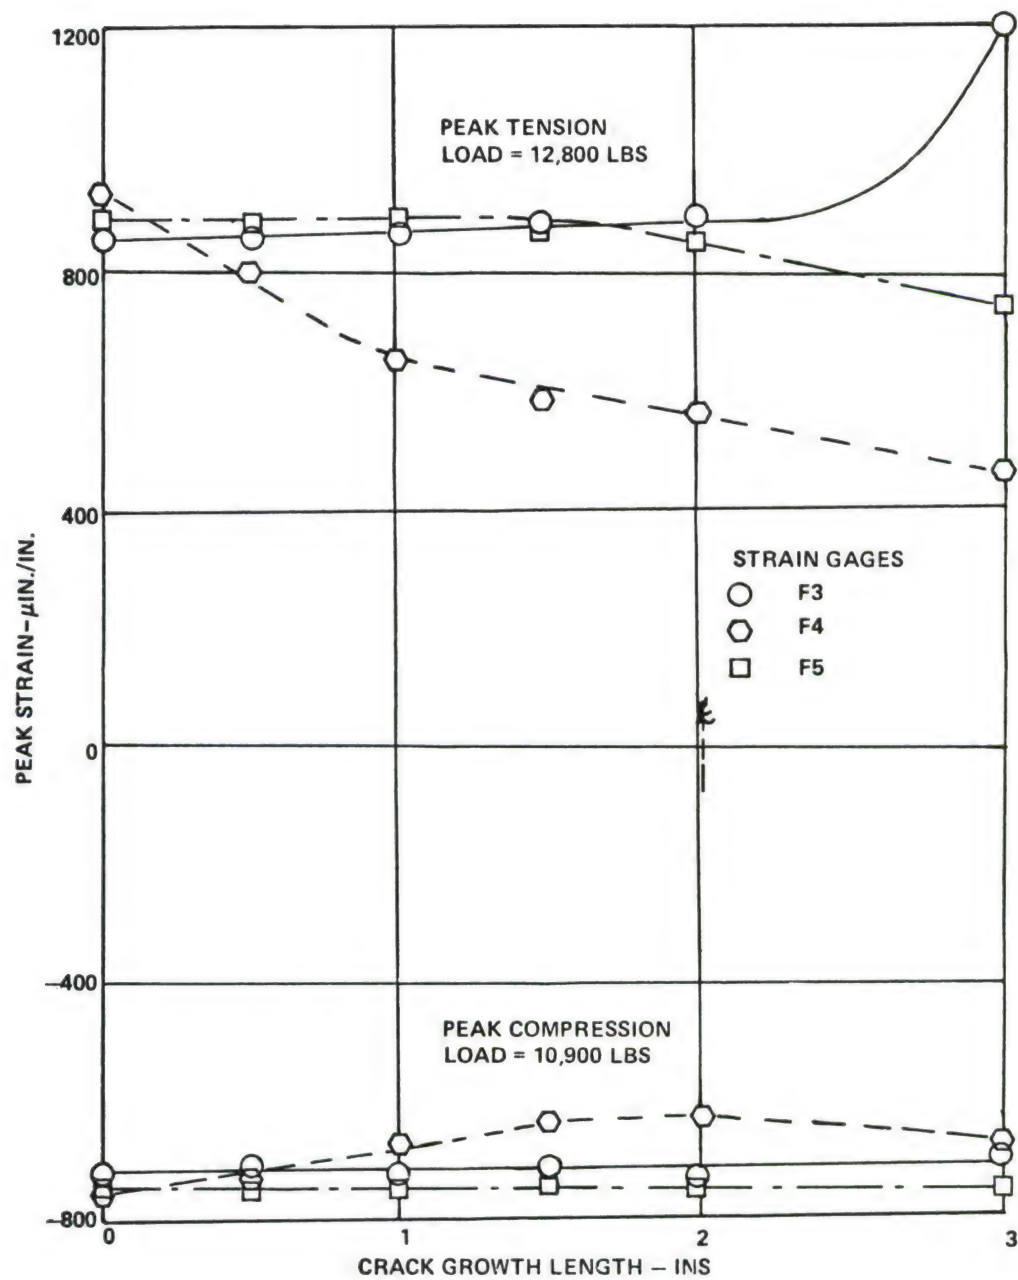 1200
PEAK TENSION
LOAD = 12,800 LBS
800
400
STRAIN GAGES
F3
F4
F5
PEAK STRAIN–μIN./IN.
0
–400
PEAK COMPRESSION
LOAD = 10,900 LBS
–800
0 1 2 3
CRACK GROWTH LENGTH – INS